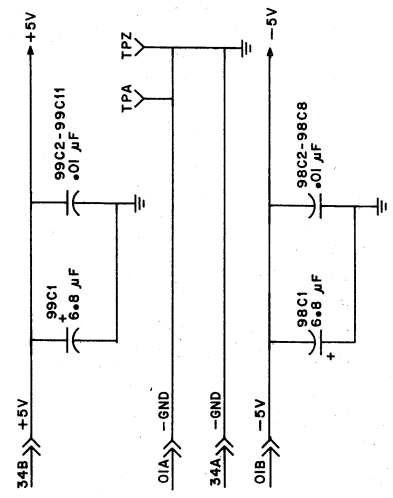 34B
+5V
99C1
+
6.8 µF
99C2-99C11
.01 µF
+5V
01A
-GND
TPA
TPZ
34A
-GND
01B
-5V
98C1
6.8 µF
+
98C2-98C8
.01 µF
-5V